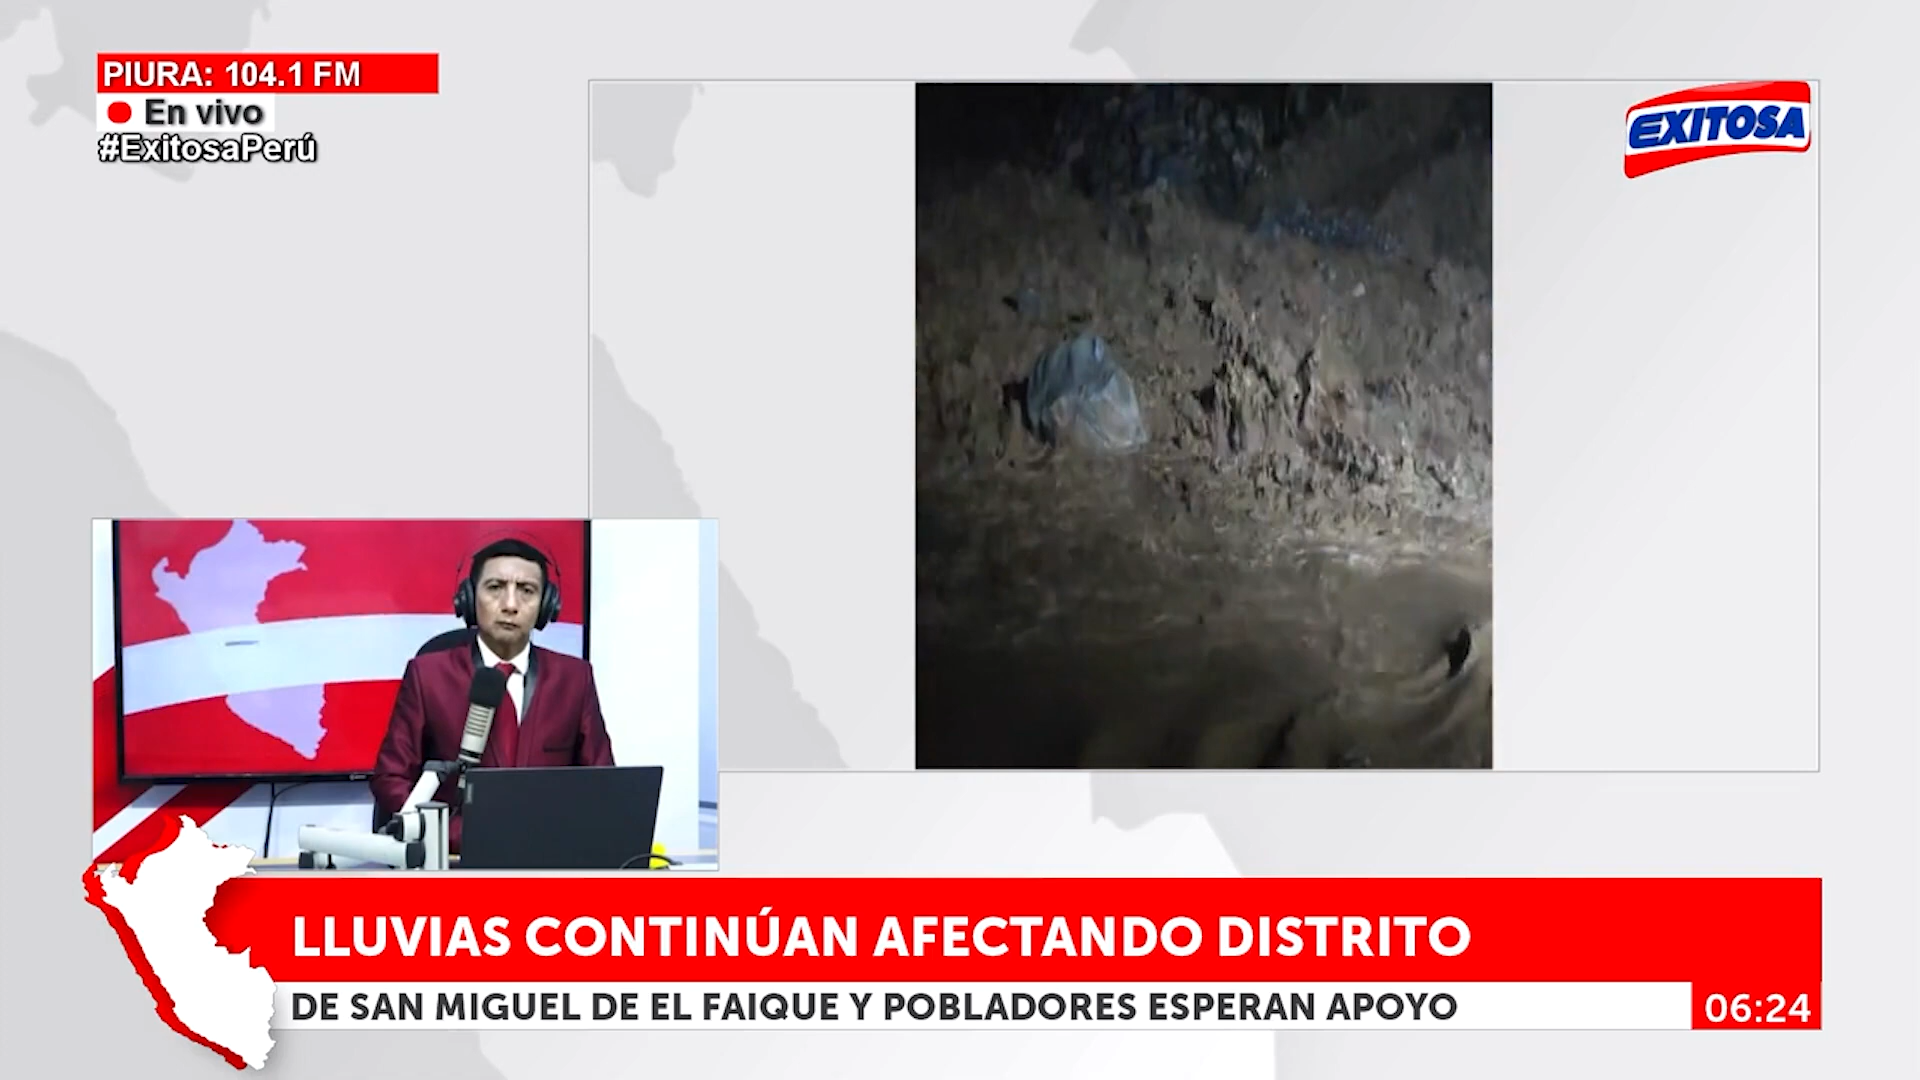 PIURA: 104.1 FM
En vivo
#ExitosaPerú
EXITOSA
LLUVIAS CONTINÚAN AFECTANDO DISTRITO
DE SAN MIGUEL DE EL FAIQUE Y POBLADORES ESPERAN APOYO
06:24